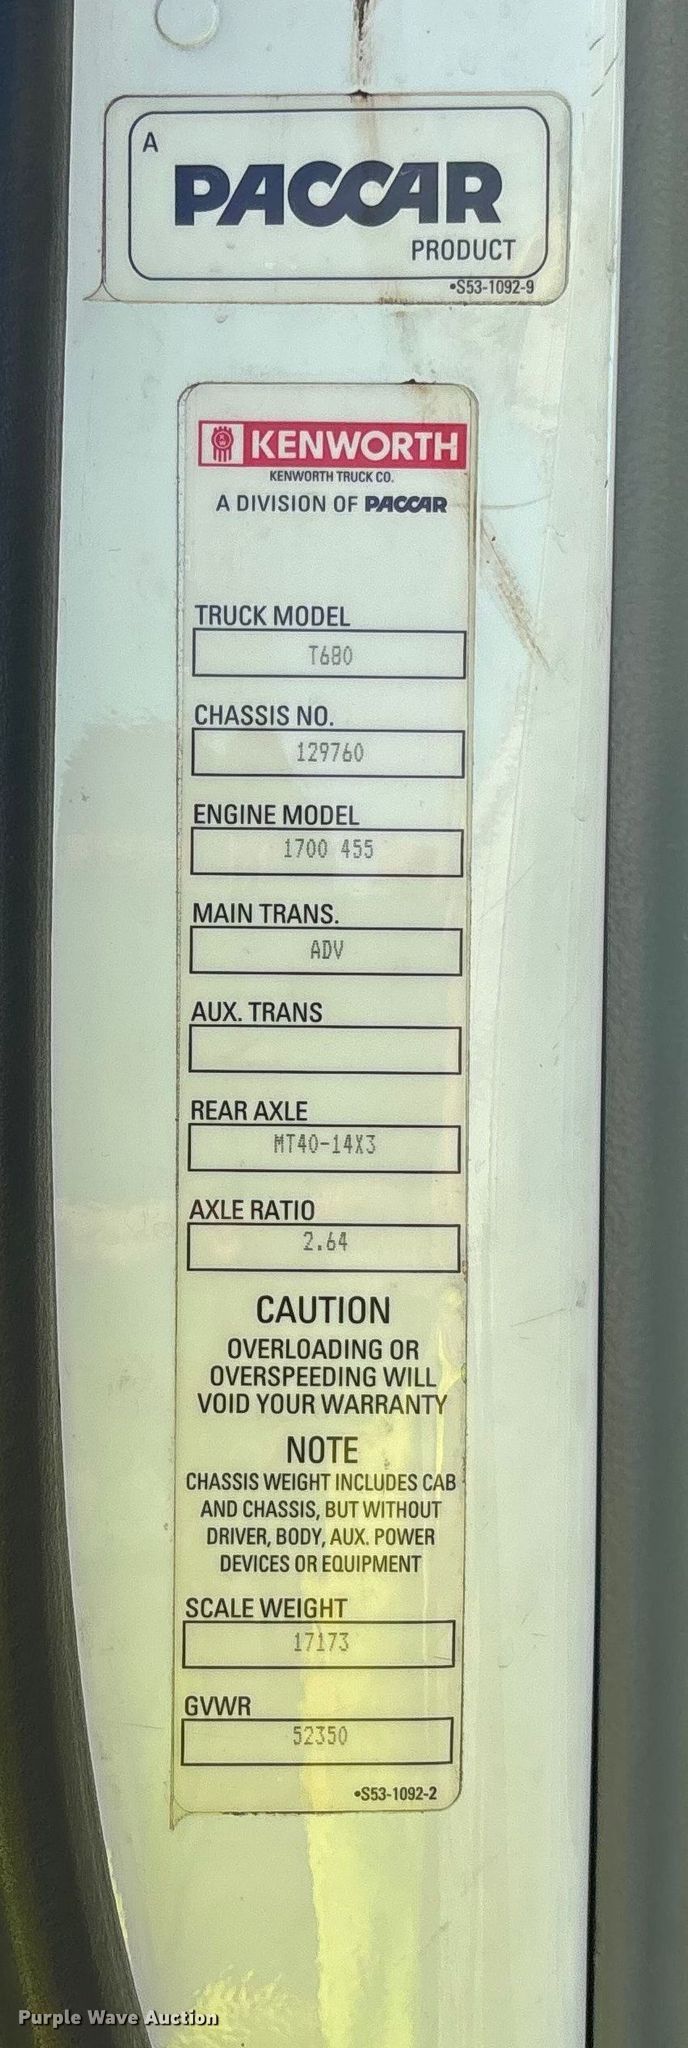 A
PACCAR
PRODUCT
•S53-1092-9
KENWORTH
KENWORTH TRUCK CO.
A DIVISION OF PACCAR
TRUCK MODEL
T680
CHASSIS NO.
129760
ENGINE MODEL
1700 455
MAIN TRANS.
ADV
AUX. TRANS
REAR AXLE
MT40-14X3
AXLE RATIO
2.64
CAUTION
OVERLOADING OR
OVERSPEEDING WILL
VOID YOUR WARRANTY
NOTE
CHASSIS WEIGHT INCLUDES CAB
AND CHASSIS, BUT WITHOUT
DRIVER, BODY, AUX. POWER
DEVICES OR EQUIPMENT
SCALE WEIGHT
17173
GVWR
52350
•S53-1092-2
Purple Wave Auction